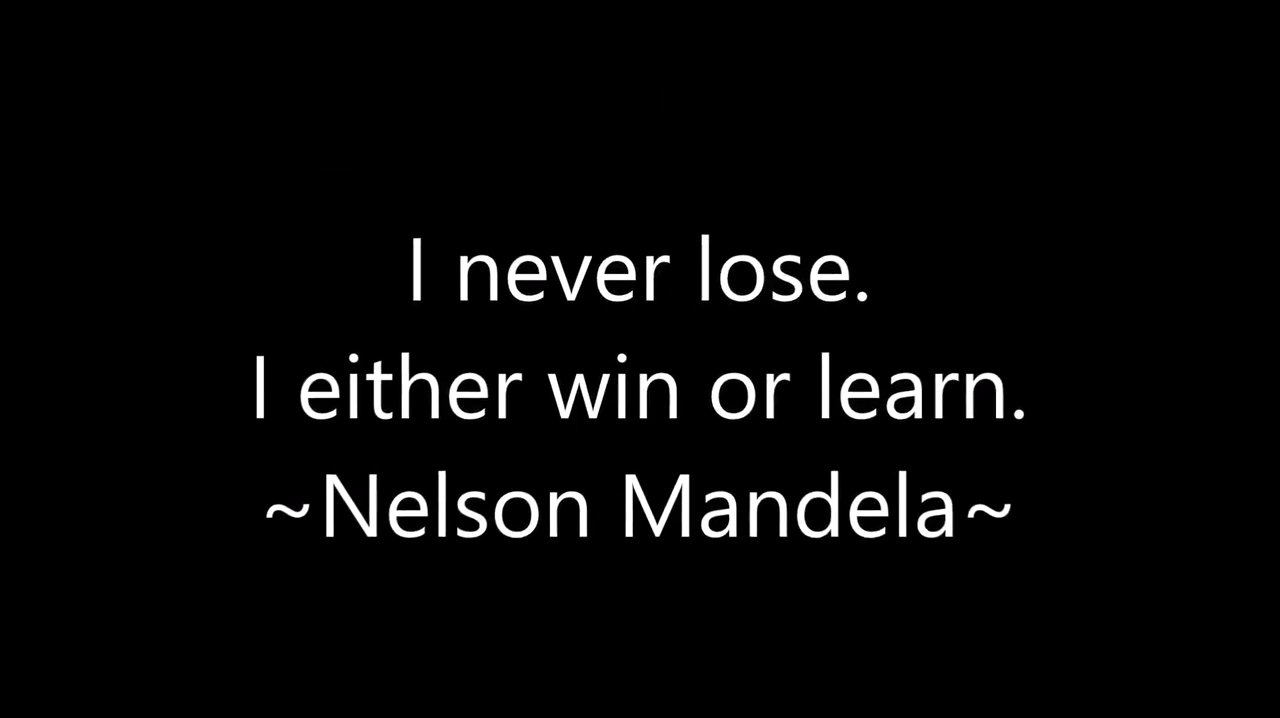 I never lose.
I either win or learn.
~Nelson Mandela~